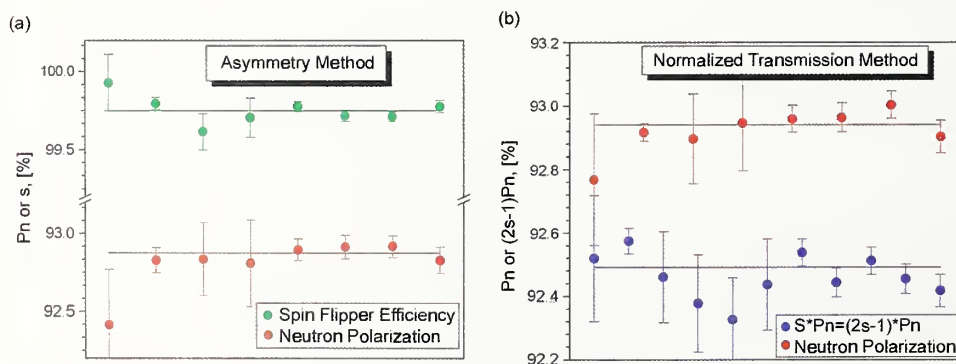 (a)
Asymmetry Method
Pn or s, [%]
100.0
99.5
93.0
92.5
Spin Flipper Efficiency
Neutron Polarization
(b)
Normalized Transmission Method
Pn or (2s-1)Pn, [%]
93.2
93.0
92.8
92.6
92.4
92.2
S*Pn=(2s-1)*Pn
Neutron Polarization